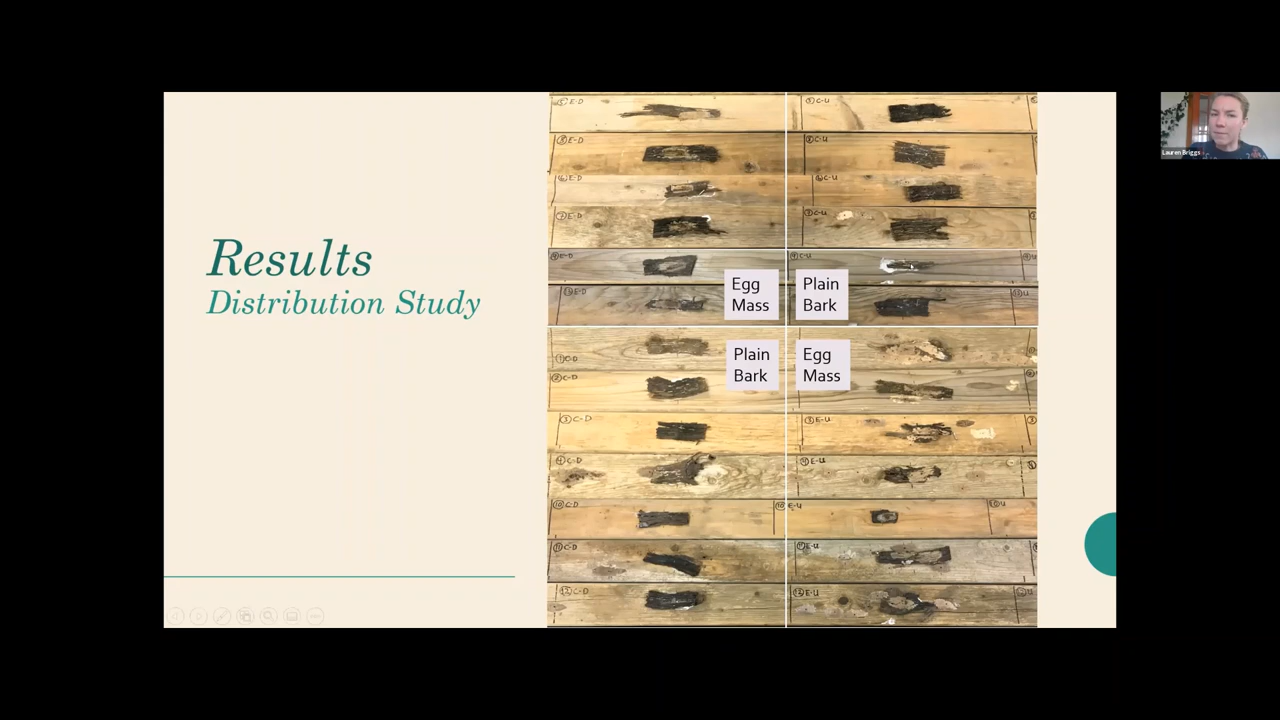 Results
Distribution Study
E-D
C-U
E-D
C-U
E-D
C-U
E-D
C-U
E-D
C-U
E-D
Egg
Mass
Plain
Bark
Plain
Bark
Egg
Mass
C-D
C-D
C-D
E-U
C-D
E-U
C-D
E-U
C-D
E-U
C-D
E-U
Lauren Briggs